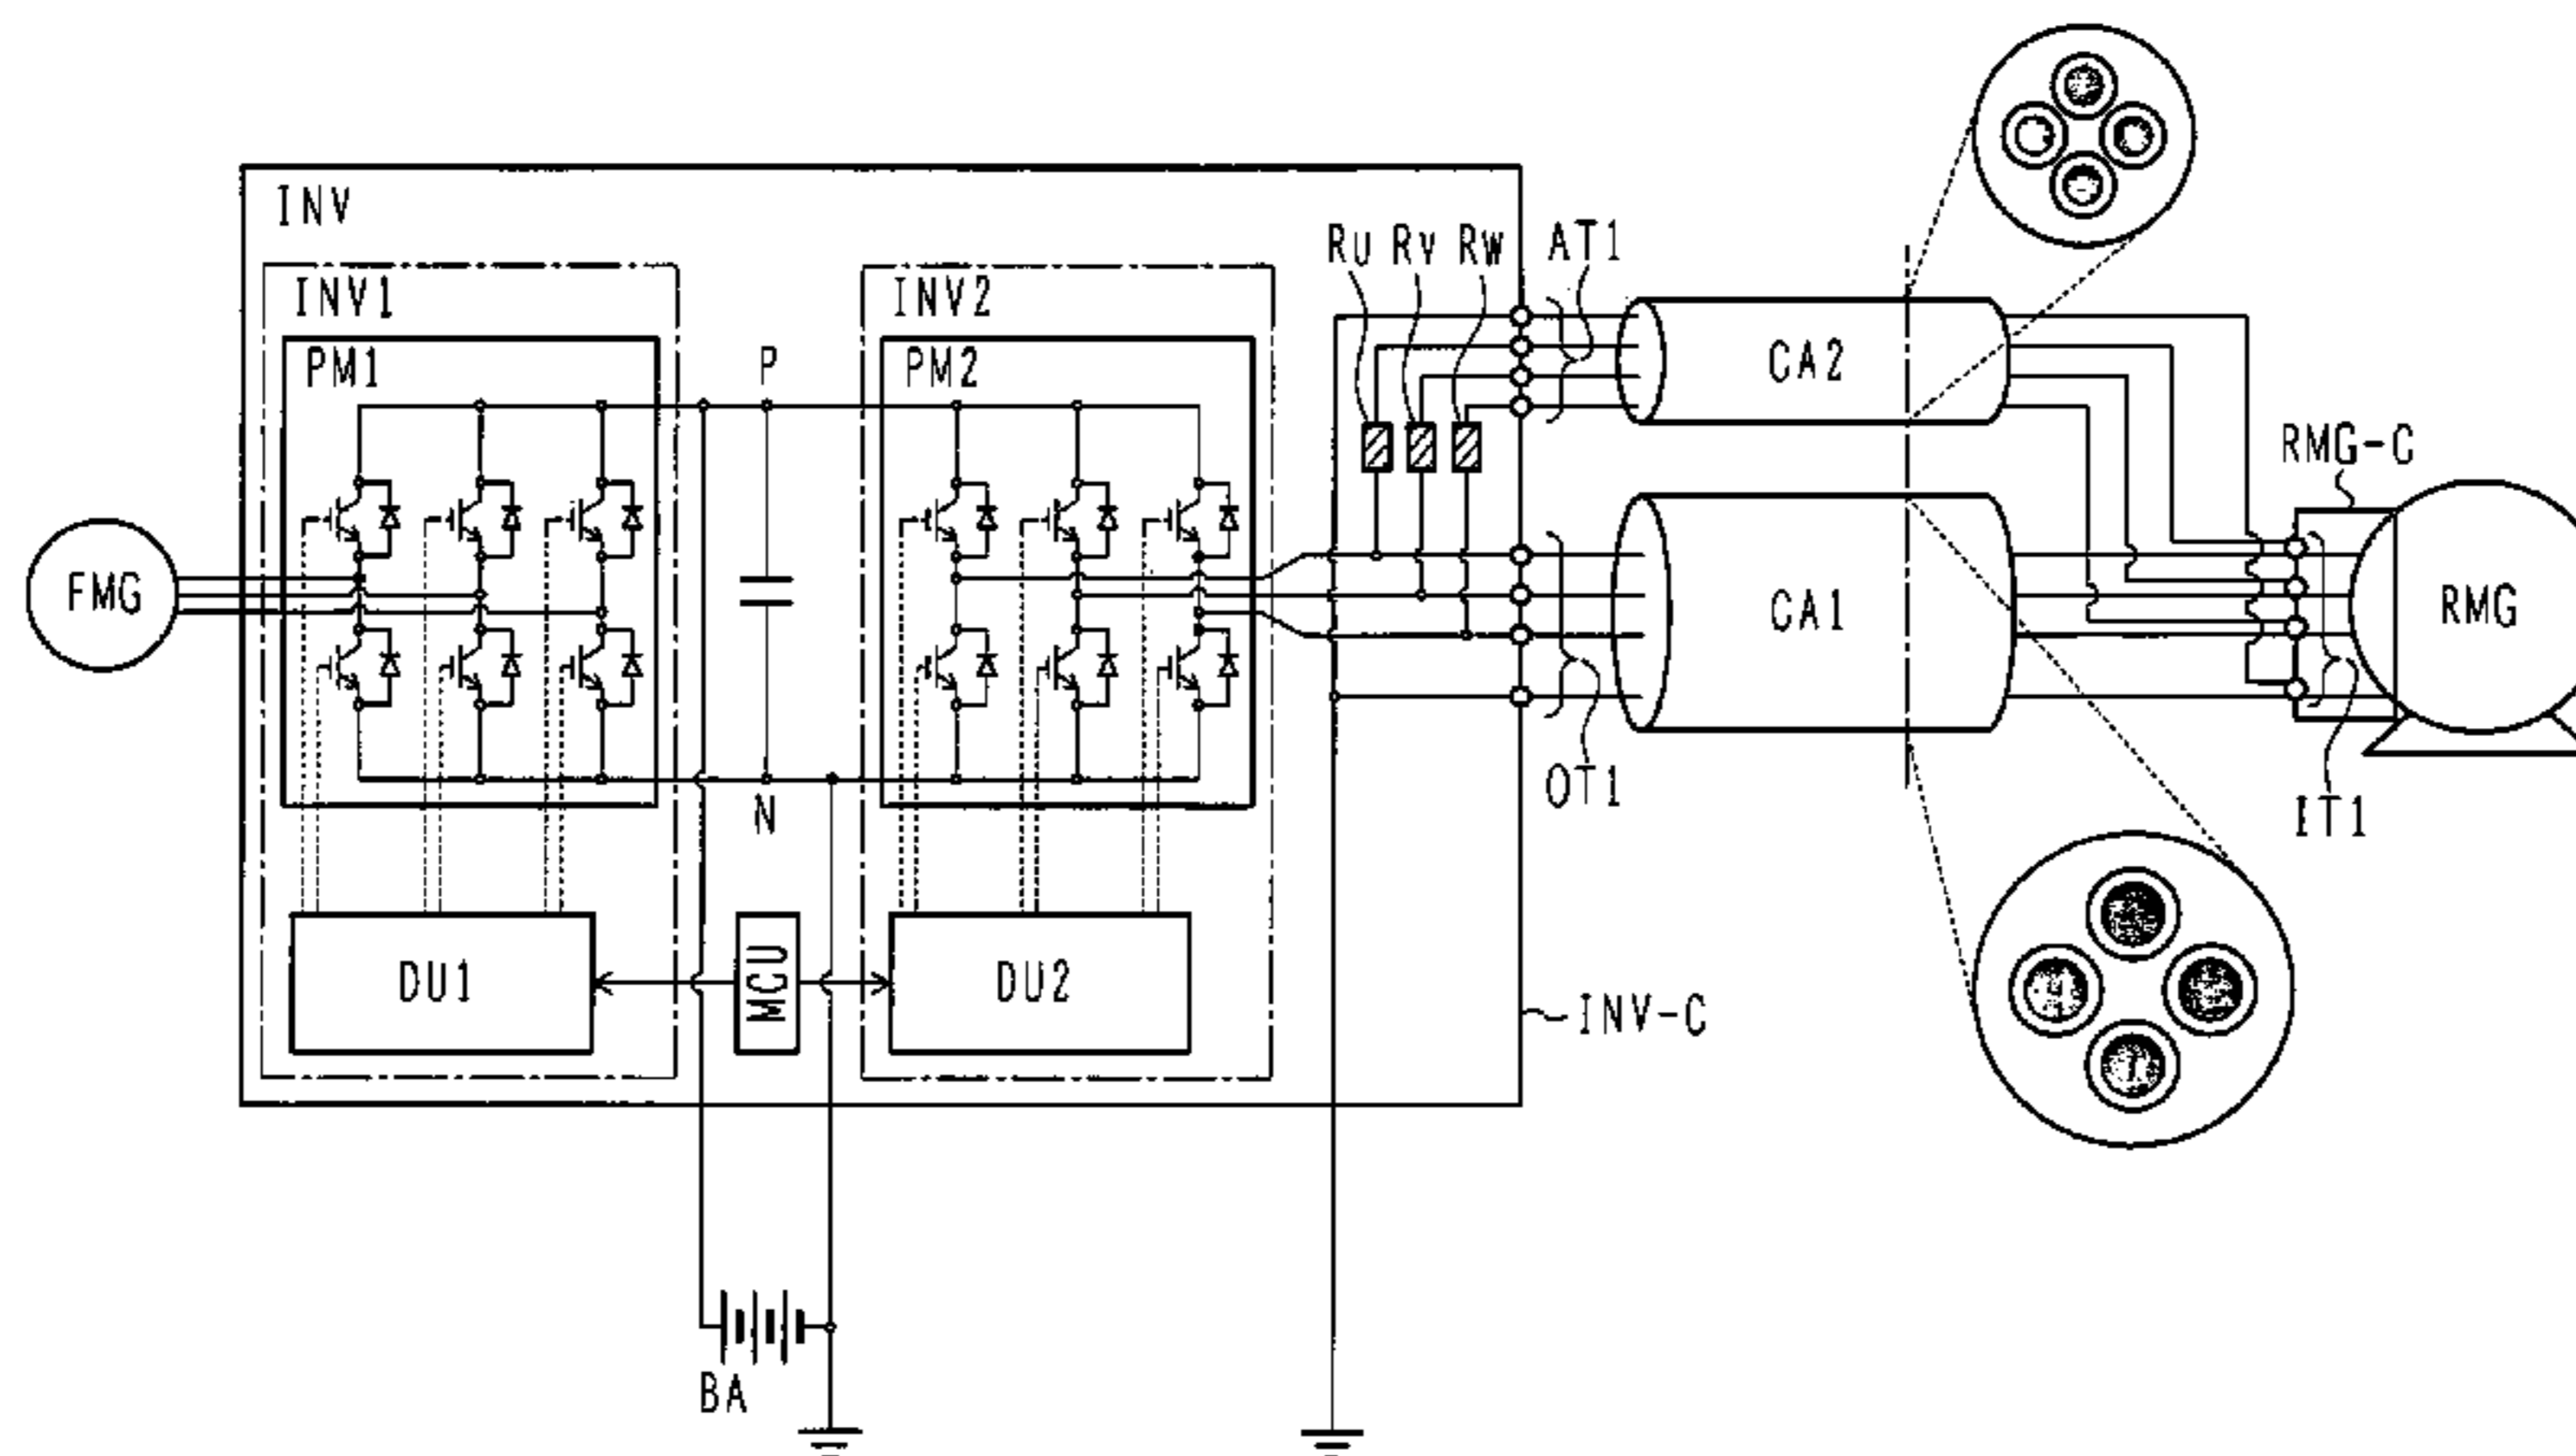 INV
Ru Rv Rw AT1
INV1
INV2
PM1
P
PM2
CA2
RMG-C
FMG
CA1
RMG
OT1
N
IT1
DU1
MCU
DU2
INV-C
BA